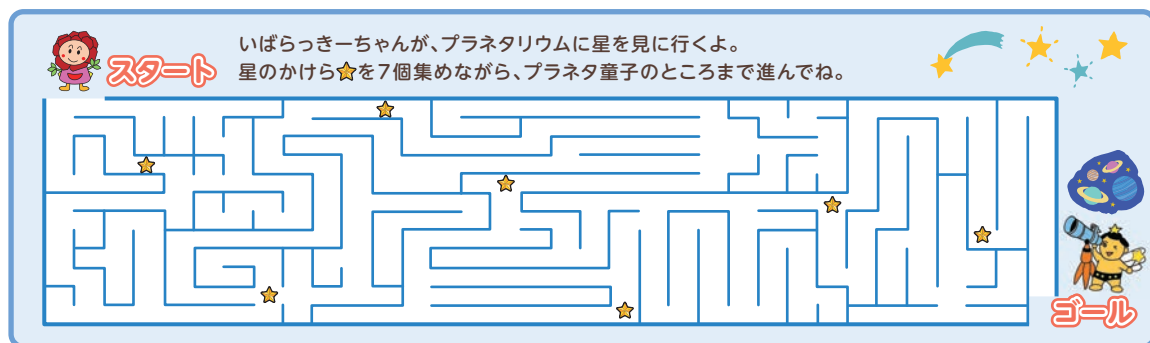 いばらっきーちゃんが、プラネタリウムに星を見に行くよ。
スタート
星のかけら を7個集めながら、プラネタ童子のところまで進んでね。
ゴール